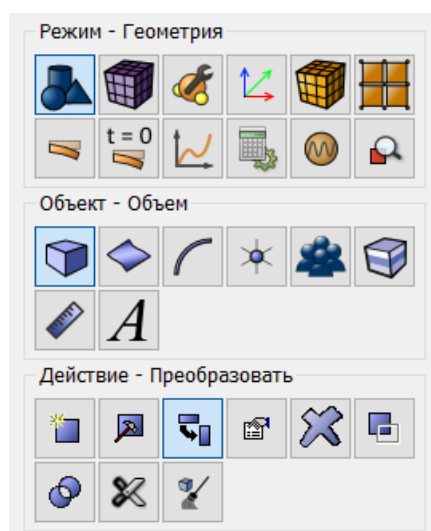 Режим - Геометрия
t = 0
Объект - Объем
A
Действие - Преобразовать